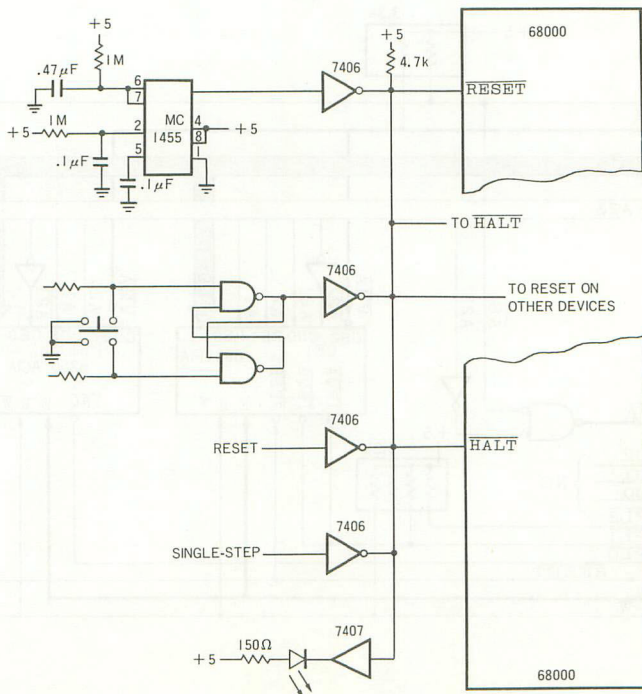 +5
1M
.47μF
6
7
MC
1455
4
8
+5
+5
1M
2
5
1
.1μF
.1μF
7406
+5
4.7k
68000
RESET
TO HALT
7406
TO RESET ON
OTHER DEVICES
7406
RESET
HALT
7406
SINGLE-STEP
7407
+5
150Ω
68000